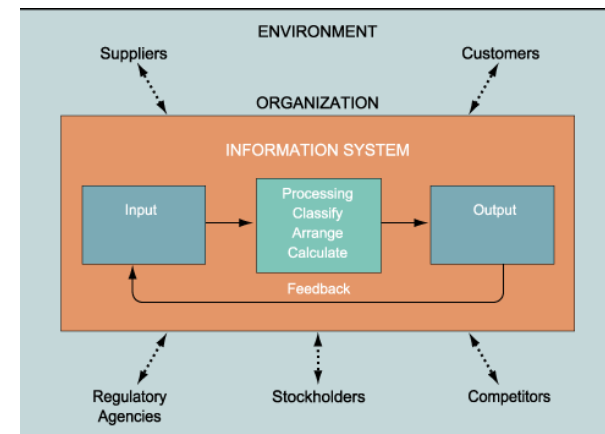 ENVIRONMENT
Suppliers
Customers
ORGANIZATION
INFORMATION SYSTEM
Input
Processing
Classify
Arrange
Calculate
Output
Feedback
Regulatory
Agencies
Stockholders
Competitors